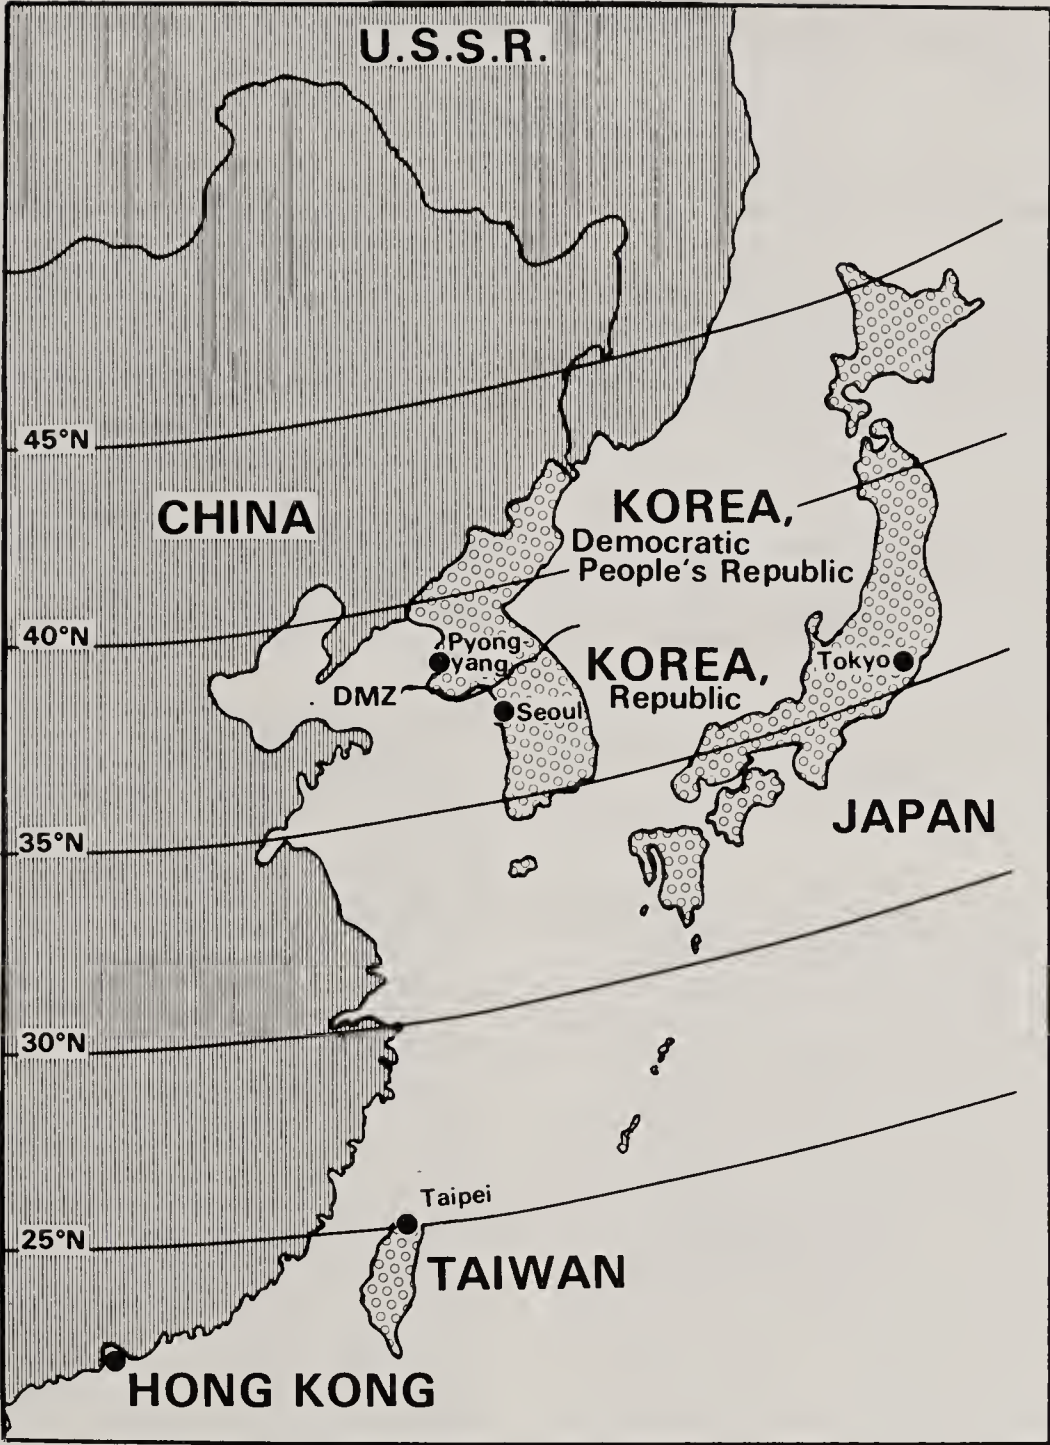 U.S.S.R.
45°N
CHINA
KOREA,
Democratic
People's Republic
40°N
Pyong-
yang
KOREA,
Republic
Tokyo
DMZ
Seoul
JAPAN
35°N
30°N
Taipei
25°N
TAIWAN
HONG KONG